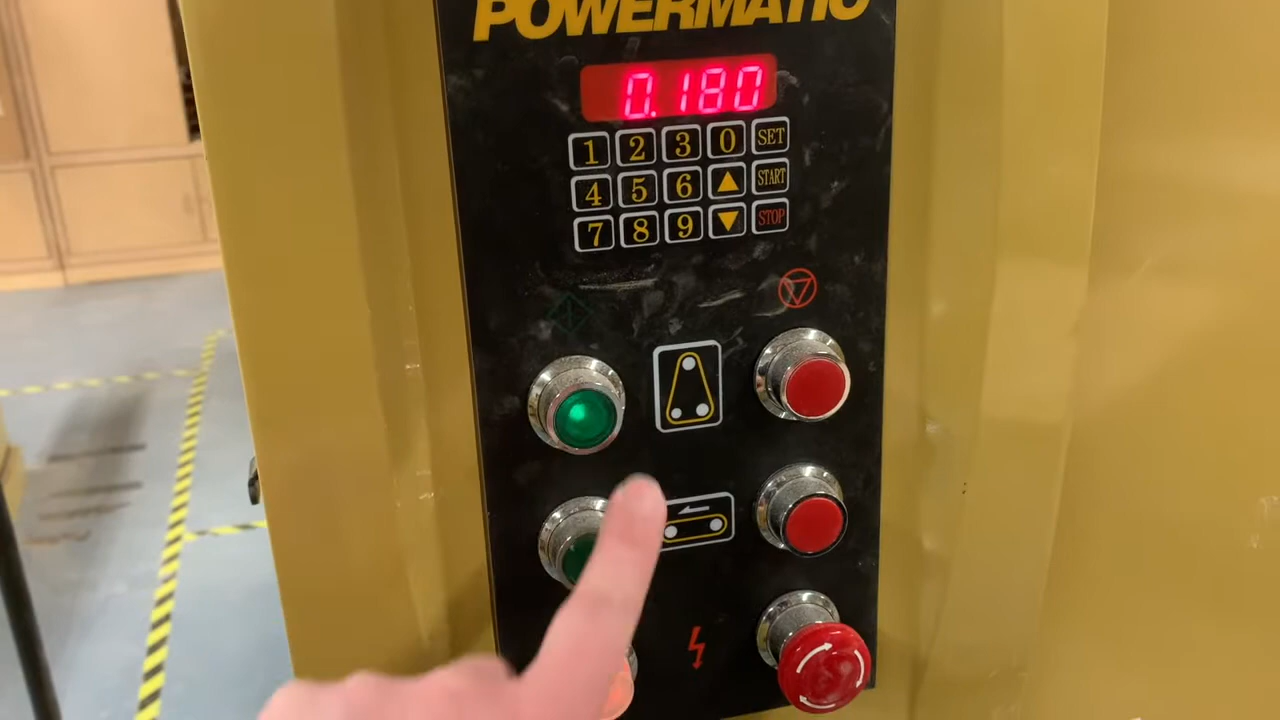 POWERMATIC
0.180
1 2 3 0 SET
4 5 6 ▲ START
7 8 9 ▼ STOP